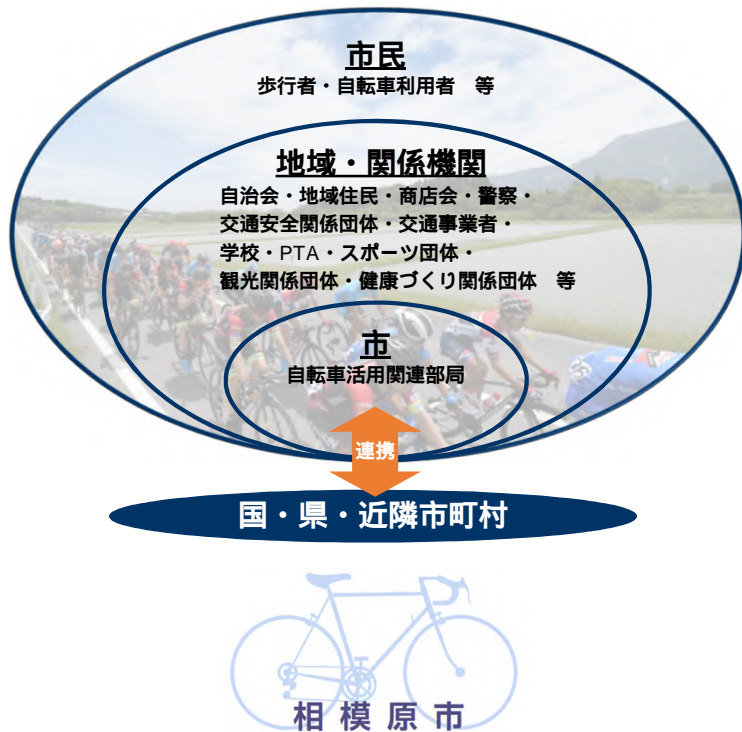 市民
歩行者・自転車利用者　等
地域・関係機関
自治会・地域住民・商店会・警察・
交通安全関係団体・交通事業者・
学校・PTA・スポーツ団体・
観光関係団体・健康づくり関係団体　等
市
自転車活用関連部局
連携
国・県・近隣市町村
相模原市